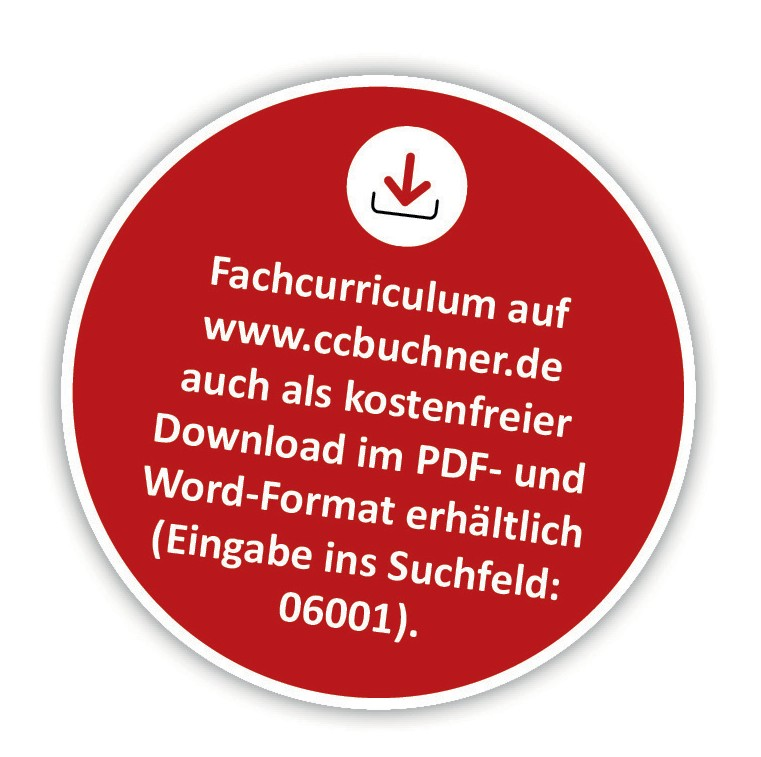 Fachcurriculum auf
www.ccbuchner.de
auch als kostenfreier
Download im PDF- und
Word-Format erhältlich
(Eingabe ins Suchfeld:
06001).